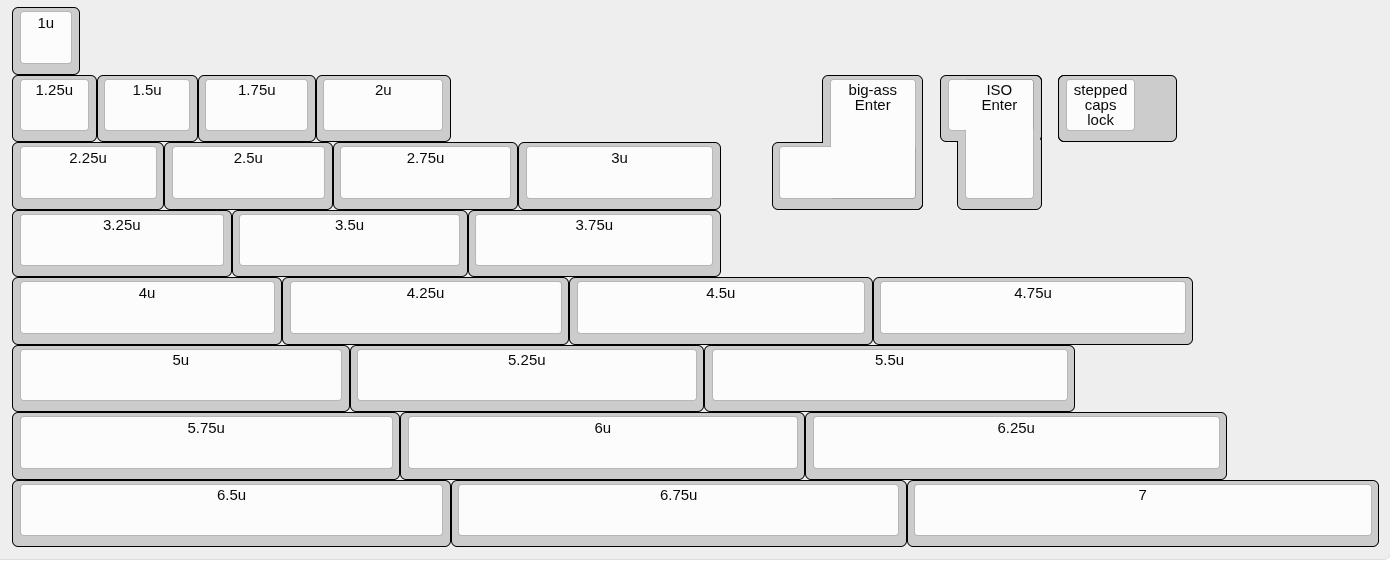 1u
1.25u 1.5u 1.75u 2u big-ass Enter ISO Enter stepped caps lock
2.25u 2.5u 2.75u 3u
3.25u 3.5u 3.75u
4u 4.25u 4.5u 4.75u
5u 5.25u 5.5u
5.75u 6u 6.25u
6.5u 6.75u 7